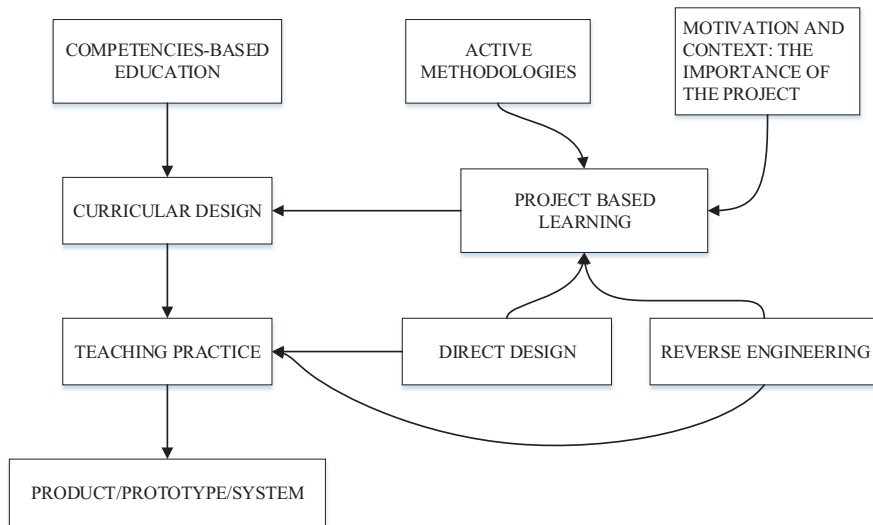 COMPETENCIES-BASED
EDUCATION
ACTIVE
METHODOLOGIES
MOTIVATION AND
CONTEXT: THE
IMPORTANCE OF
THE PROJECT
CURRICULAR DESIGN
PROJECT BASED
LEARNING
TEACHING PRACTICE
DIRECT DESIGN
REVERSE ENGINEERING
PRODUCT/PROTOTYPE/SYSTEM